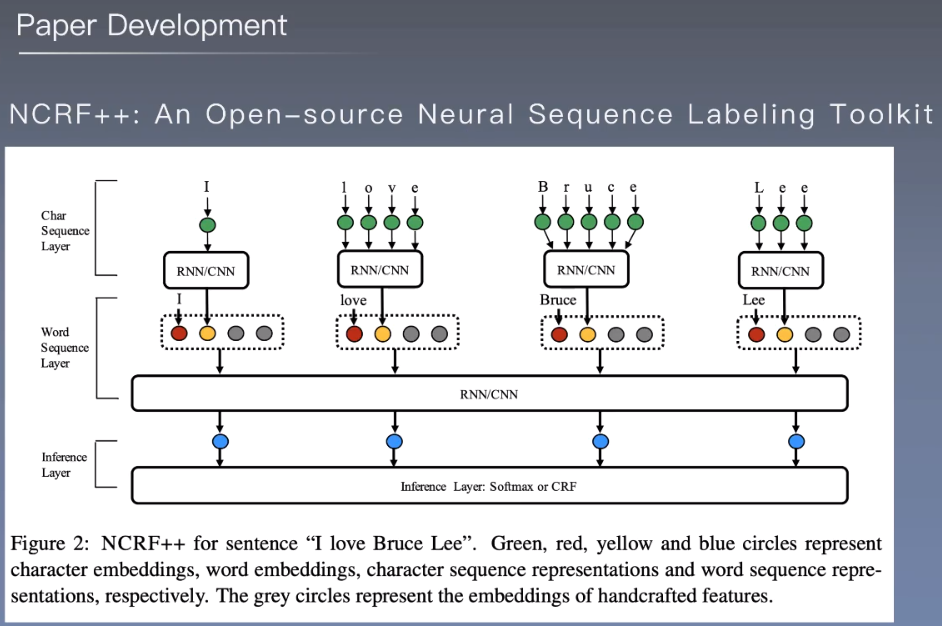 Paper Development
NCRF++: An Open-source Neural Sequence Labeling Toolkit
Char
Sequence
Layer
I
l o v e
B r u c e
L e e
RNN/CNN
RNN/CNN
RNN/CNN
RNN/CNN
Word
Sequence
Layer
I
love
Bruce
Lee
RNN/CNN
Inference
Layer
Inference Layer: Softmax or CRF
Figure 2: NCRF++ for sentence “I love Bruce Lee”. Green, red, yellow and blue circles represent
character embeddings, word embeddings, character sequence representations and word sequence repre-
sentations, respectively. The grey circles represent the embeddings of handcrafted features.